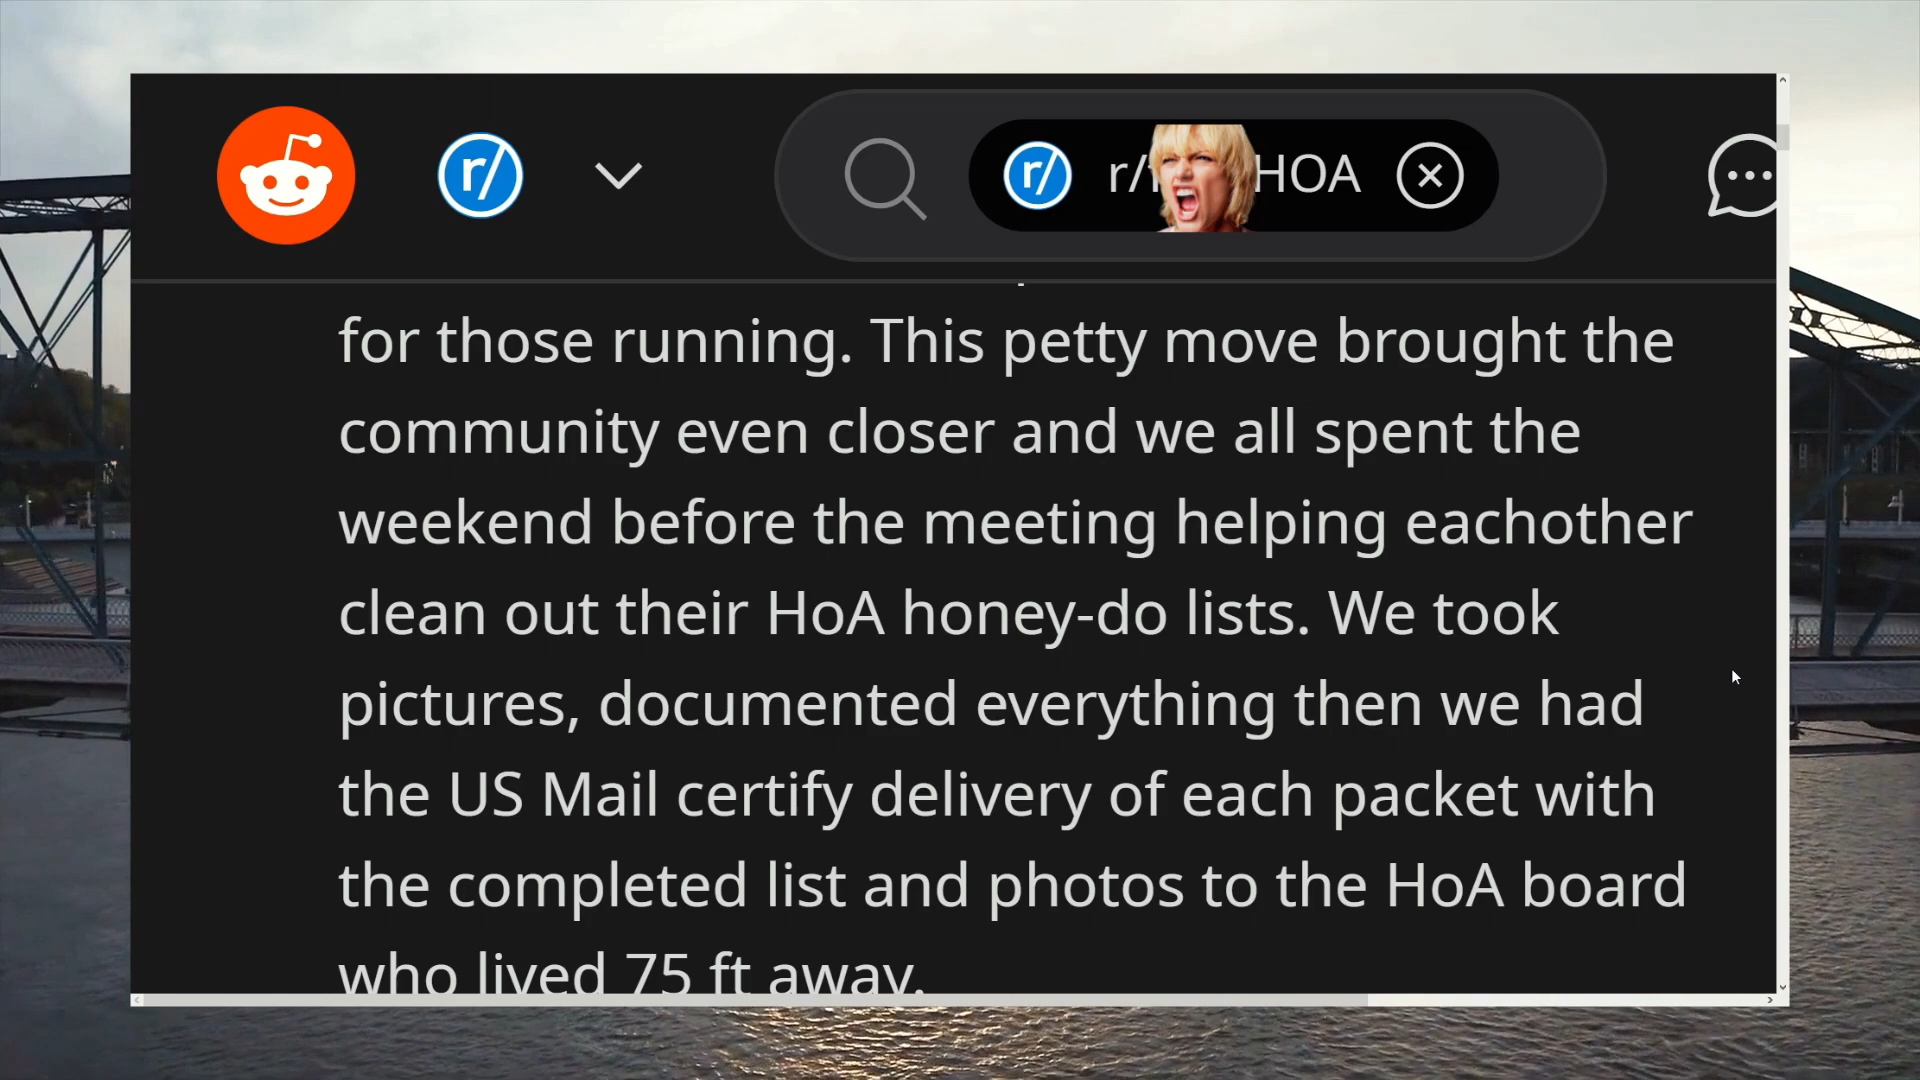 r/ r/ HOA
for those running. This petty move brought the
community even closer and we all spent the
weekend before the meeting helping eachother
clean out their HoA honey-do lists. We took
pictures, documented everything then we had
the US Mail certify delivery of each packet with
the completed list and photos to the HoA board
who lived 75 ft away.